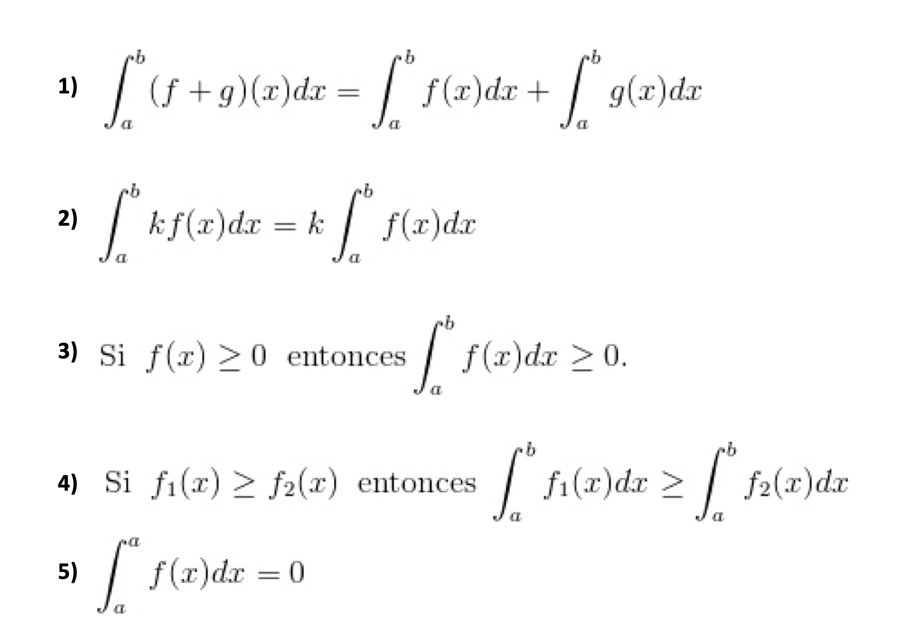 1) ∫_a^b (f + g)(x)dx = ∫_a^b f(x)dx + ∫_a^b g(x)dx
2) ∫_a^b kf(x)dx = k ∫_a^b f(x)dx
3) Si f(x) ≥ 0 entonces ∫_a^b f(x)dx ≥ 0.
4) Si f₁(x) ≥ f₂(x) entonces ∫_a^b f₁(x)dx ≥ ∫_a^b f₂(x)dx
5) ∫_a^a f(x)dx = 0